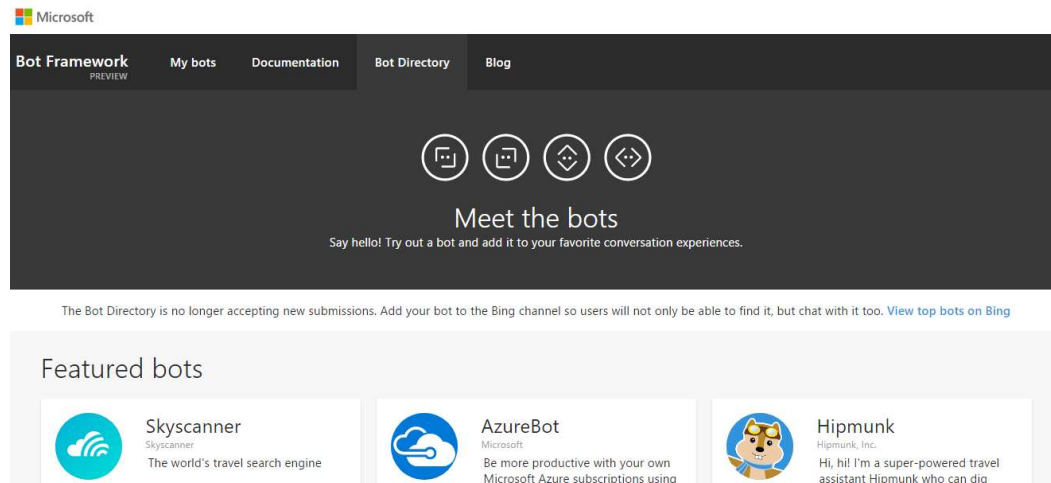 Microsoft
Bot Framework
PREVIEW
My bots
Documentation
Bot Directory
Blog
Meet the bots
Say hello! Try out a bot and add it to your favorite conversation experiences.
The Bot Directory is no longer accepting new submissions. Add your bot to the Bing channel so users will not only be able to find it, but chat with it too. View top bots on Bing
Featured bots
Skyscanner
Skyscanner
The world's travel search engine
AzureBot
Microsoft
Be more productive with your own
Microsoft Azure subscriptions using
Hipmunk
Hipmunk, Inc.
Hi, hi! I'm a super-powered travel
assistant Hipmunk who can dig